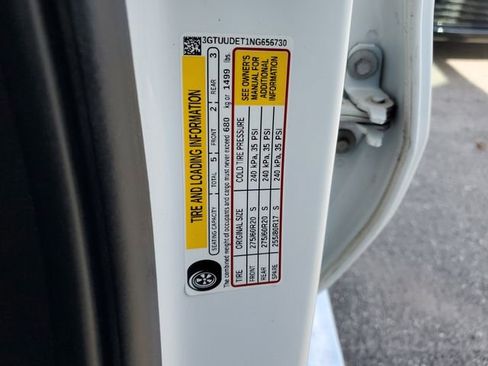 3GTUUDET1NG656730
TIRE AND LOADING INFORMATION
SEATING CAPACITY TOTAL 5 FRONT 2 REAR 3
The combined weight of occupants and cargo must never exceed 680 kg or 1499 lbs.
TIRE ORIGINAL SIZE COLD TIRE PRESSURE
FRONT 275/60R20 S 240 kPa, 35 PSI
REAR 275/60R20 S 240 kPa, 35 PSI
SPARE 255/80R17 S 240 kPa, 35 PSI
SEE OWNER'S
MANUAL FOR
ADDITIONAL
INFORMATION